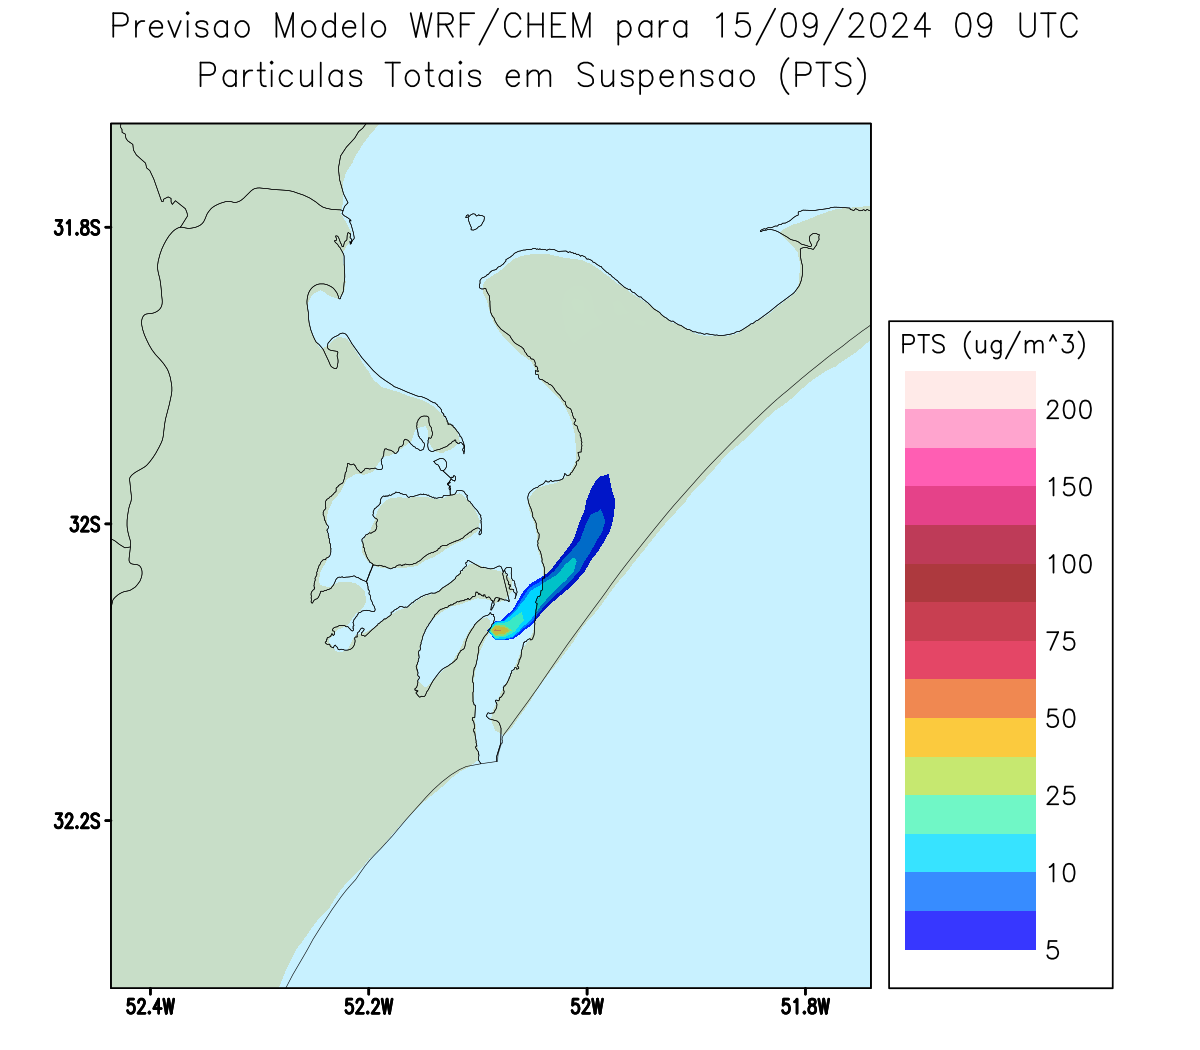 Previsao Modelo WRF/CHEM para 15/09/2024 09 UTC
Particulas Totais em Suspensao (PTS)
31.8S
32S
32.2S
52.4W
52.2W
52W
51.8W
PTS (ug/m^3)
200
150
100
75
50
25
10
5